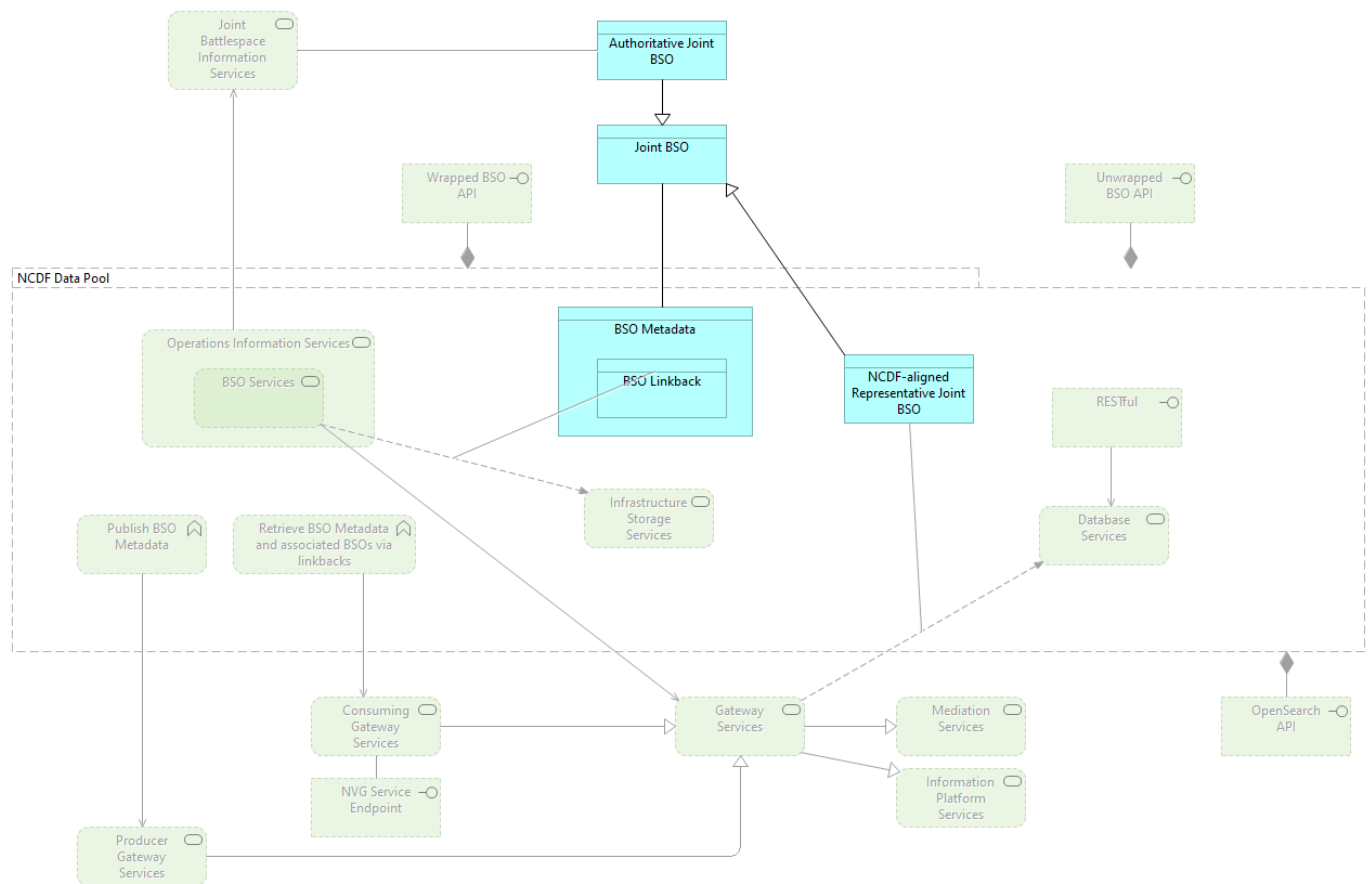 Joint
Battlespace
Information
Services
Authoritative Joint
BSO
Joint BSO
Wrapped BSO
API
Unwrapped
BSO API
NCDF Data Pool
Operations Information Services
BSO Services
BSO Metadata
BSO Linkback
NCDF-aligned
Representative Joint
BSO
RESTful
Infrastructure
Storage
Services
Database
Services
Publish BSO
Metadata
Retrieve BSO Metadata
and associated BSOs via
linkbacks
Consuming
Gateway
Services
Gateway
Services
Mediation
Services
OpenSearch
API
NVG Service
Endpoint
Information
Platform
Services
Producer
Gateway
Services